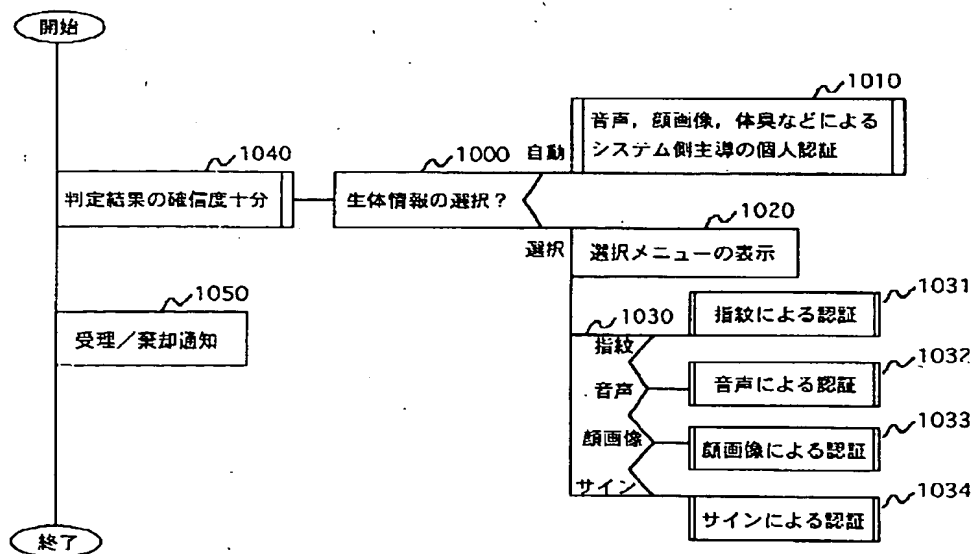 開始
1010
音声,顔画像,体臭などによる
システム側主導の個人認証
1040
1000
自動
判定結果の確信度十分
生体情報の選択?
1020
選択
選択メニューの表示
1050
受理/棄却通知
1031
1030
指紋による認証
指紋
1032
音声
音声による認証
1033
顔画像
顔画像による認証
1034
サイン
サインによる認証
終了